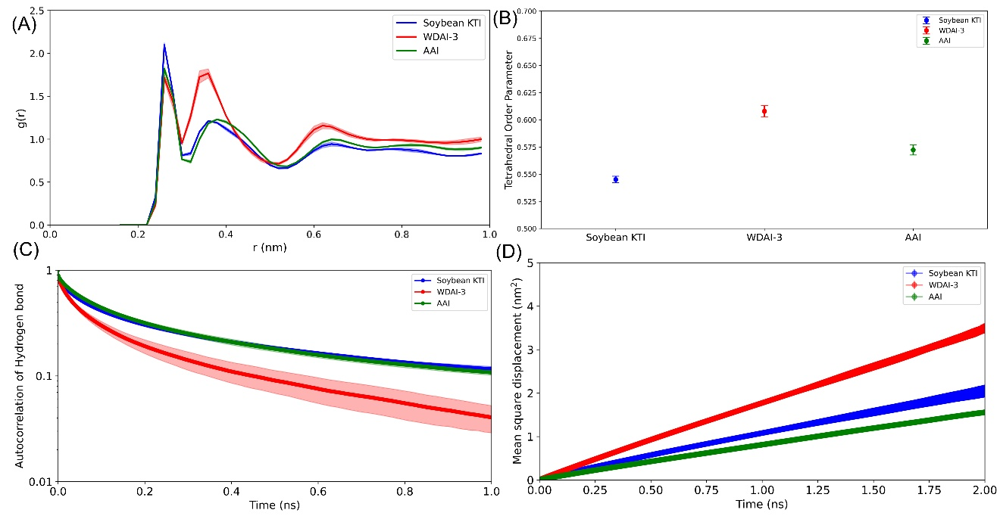 (A)
2.5
2.0
1.5
1.0
0.5
0.0
g(r)
Soybean KTI
WDAI-3
AAI
0.0 0.2 0.4 0.6 0.8 1.0
r (nm)
(B)
0.700
0.675
0.650
0.625
0.600
0.575
0.550
0.525
0.500
Tetrahedral Order Parameter
Soybean KTI
WDAI-3
AAI
Soybean KTI WDAI-3 AAI
(C)
1
0.1
0.01
Autocorrelation of Hydrogen bond
Soybean KTI
WDAI-3
AAI
0.0 0.2 0.4 0.6 0.8 1.0
Time (ns)
(D)
5
4
3
2
1
0
Mean square displacement (nm²)
Soybean KTI
WDAI-3
AAI
0.00 0.25 0.50 0.75 1.00 1.25 1.50 1.75 2.00
Time (ns)